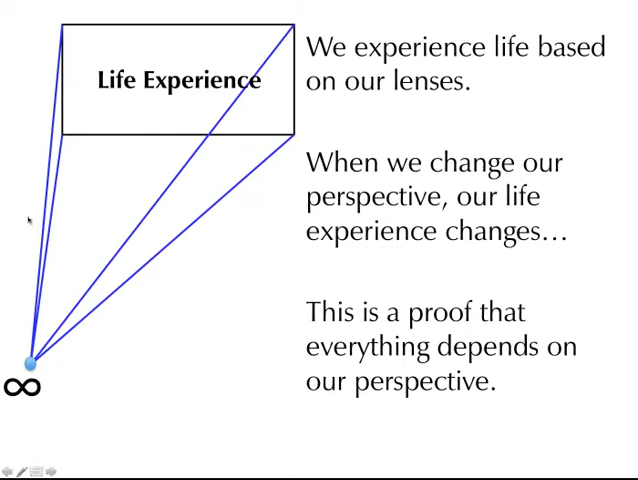 Life Experience
We experience life based
on our lenses.
When we change our
perspective, our life
experience changes…
This is a proof that
everything depends on
our perspective.
∞